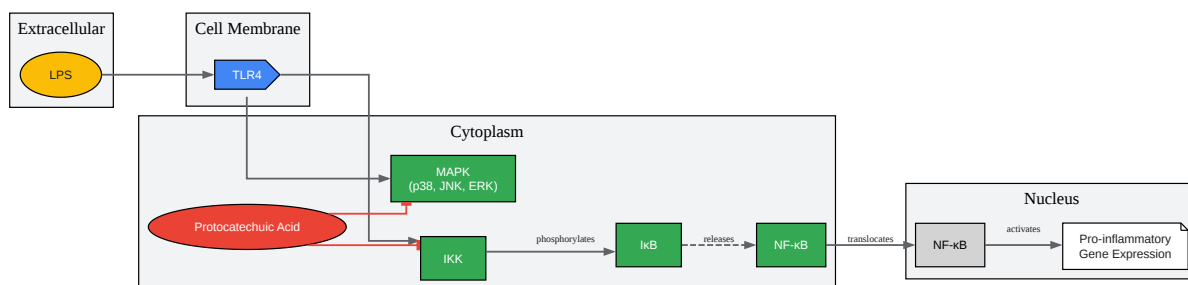 Extracellular
LPS
Cell Membrane
TLR4
Cytoplasm
MAPK
(p38, JNK, ERK)
Protocatechuic Acid
IKK
phosphorylates
IκB
releases
NF-κB
translocates
Nucleus
NF-κB
activates
Pro-inflammatory
Gene Expression